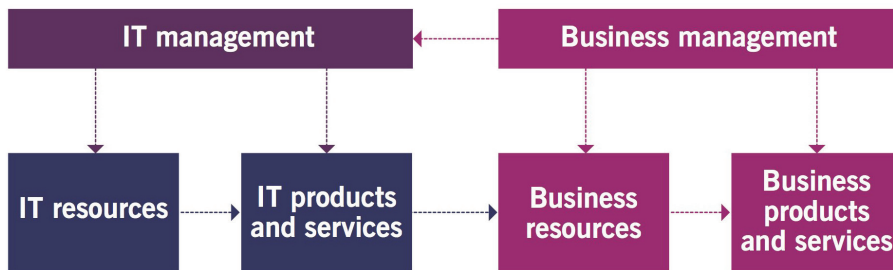 IT management
Business management
IT resources
IT products
and services
Business
resources
Business
products
and services